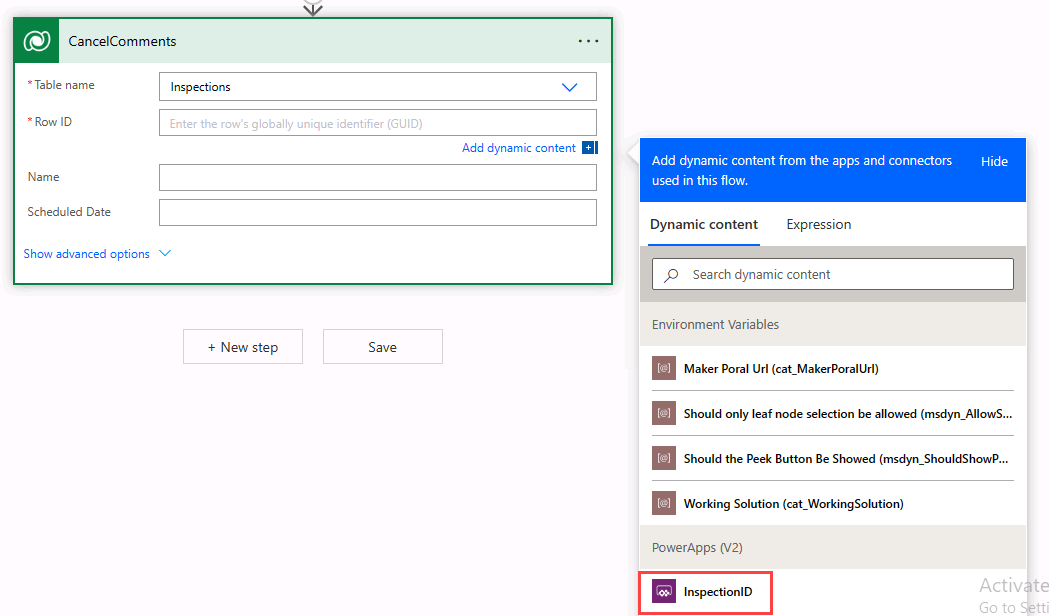 CancelComments
* Table name
Inspections
* Row ID
Enter the row's globally unique identifier (GUID)
Add dynamic content
Name
Scheduled Date
Show advanced options
+ New step
Save
Add dynamic content from the apps and connectors
used in this flow.
Hide
Dynamic content
Expression
Search dynamic content
Environment Variables
Maker Poral Url (cat_MakerPoralUrl)
Should only leaf node selection be allowed (msdyn_AllowS...
Should the Peek Button Be Showed (msdyn_ShouldShowP...
Working Solution (cat_WorkingSolution)
PowerApps (V2)
InspectionID
Activate
Go to Setti